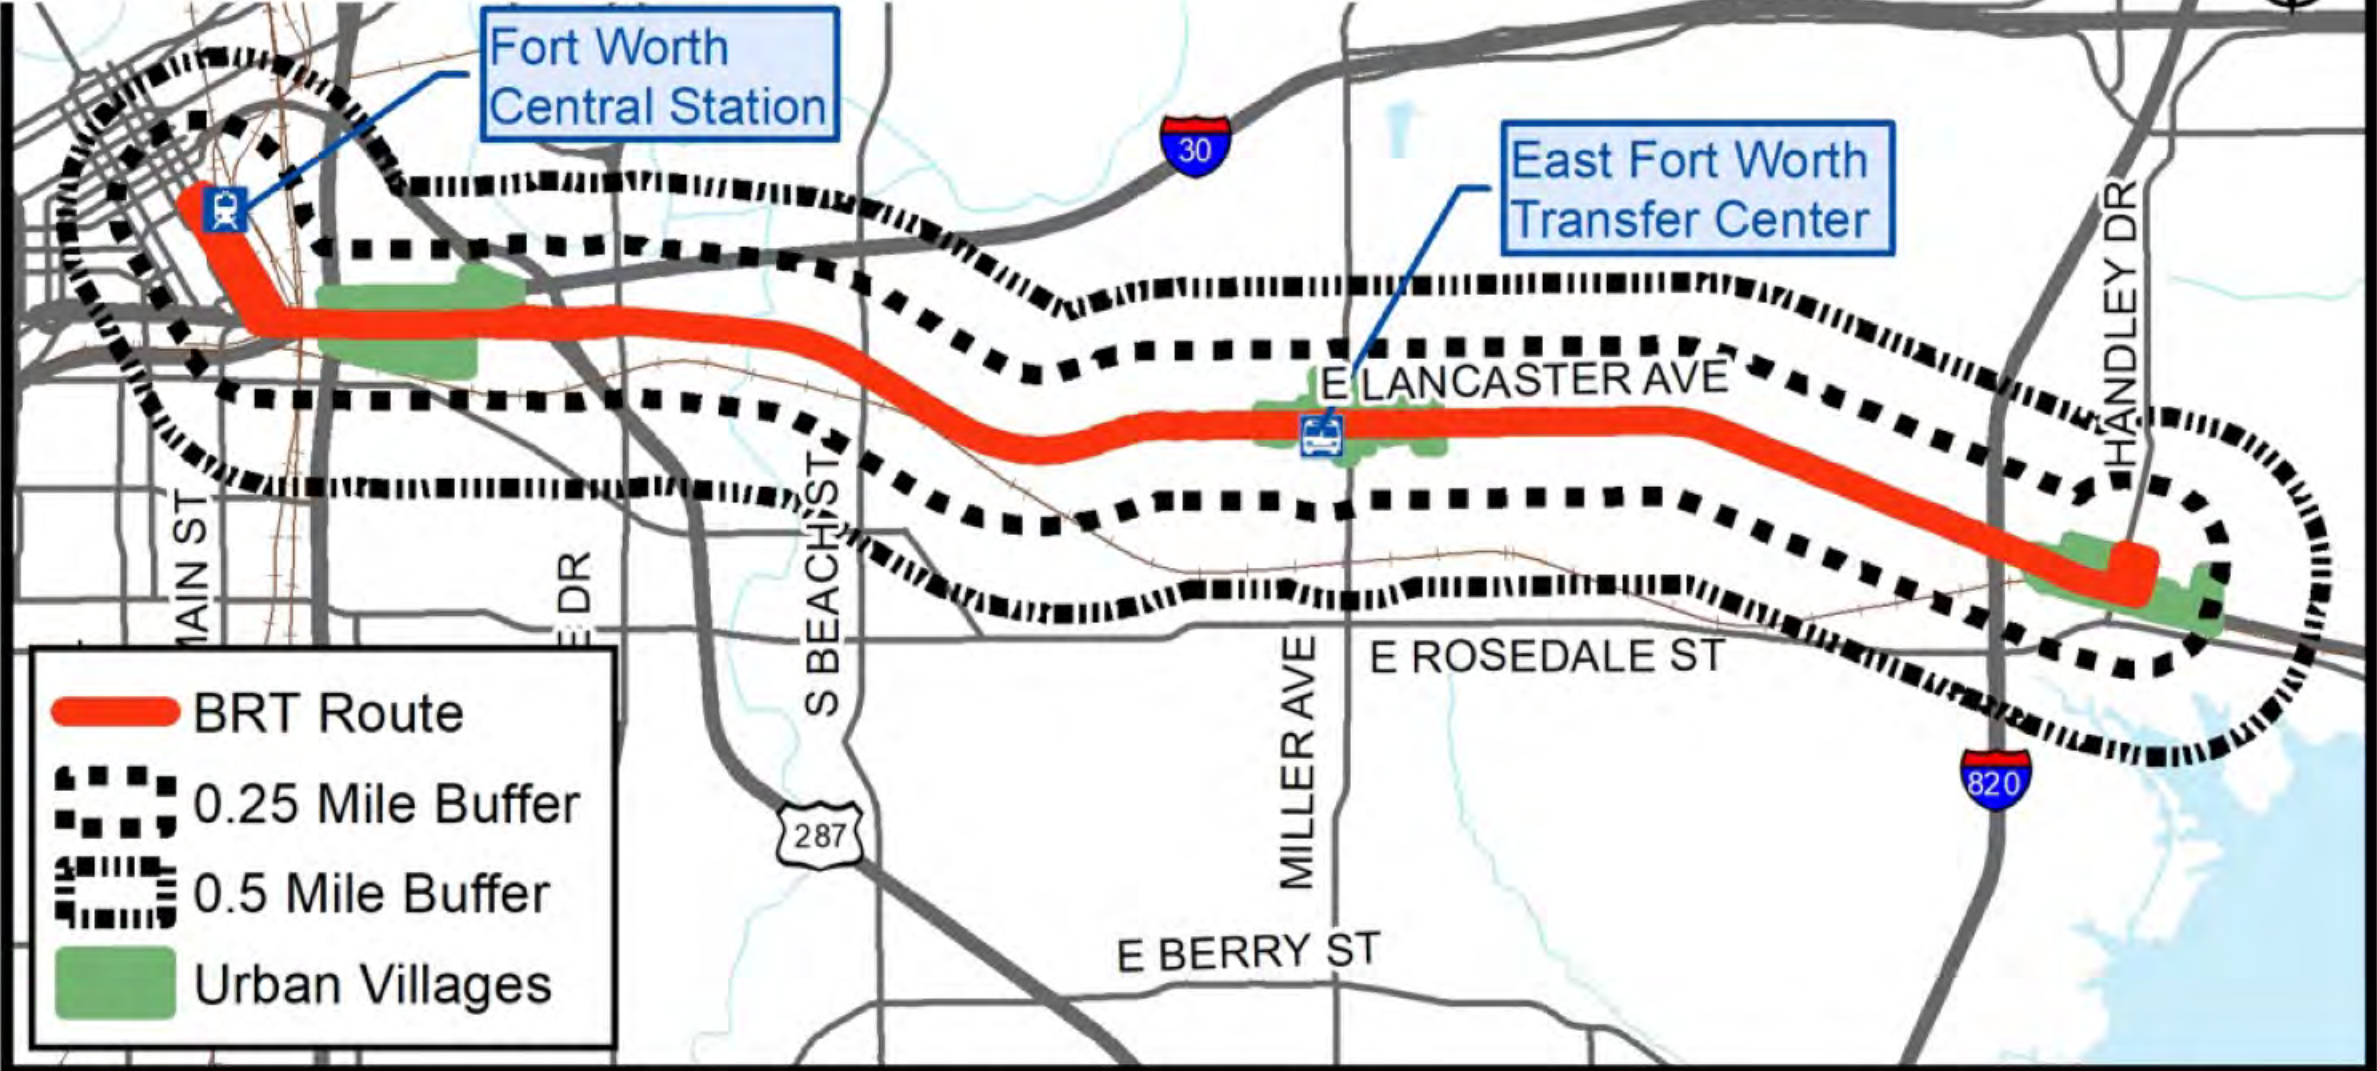 Fort Worth
Central Station
30
East Fort Worth
Transfer Center
HANDLEY DR
E LANCASTER AVE
S BEACH ST
E ROSEDALE ST
MILLER AVE
DR
820
287
E BERRY ST
BRT Route
0.25 Mile Buffer
0.5 Mile Buffer
Urban Villages
MAIN ST